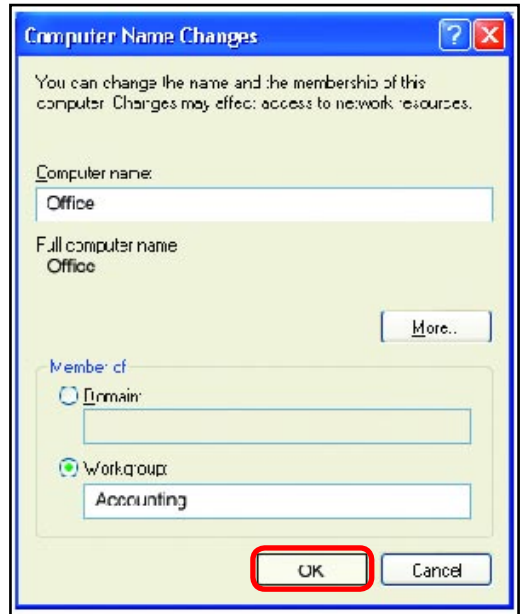 Computer Name Changes
You can change the name and the membership of this
computer. Changes may affect access to network resources.
Computer name:
Office
Full computer name
Office
More..
Member of
Domain:
Workgroup:
Accounting
OK
Cancel